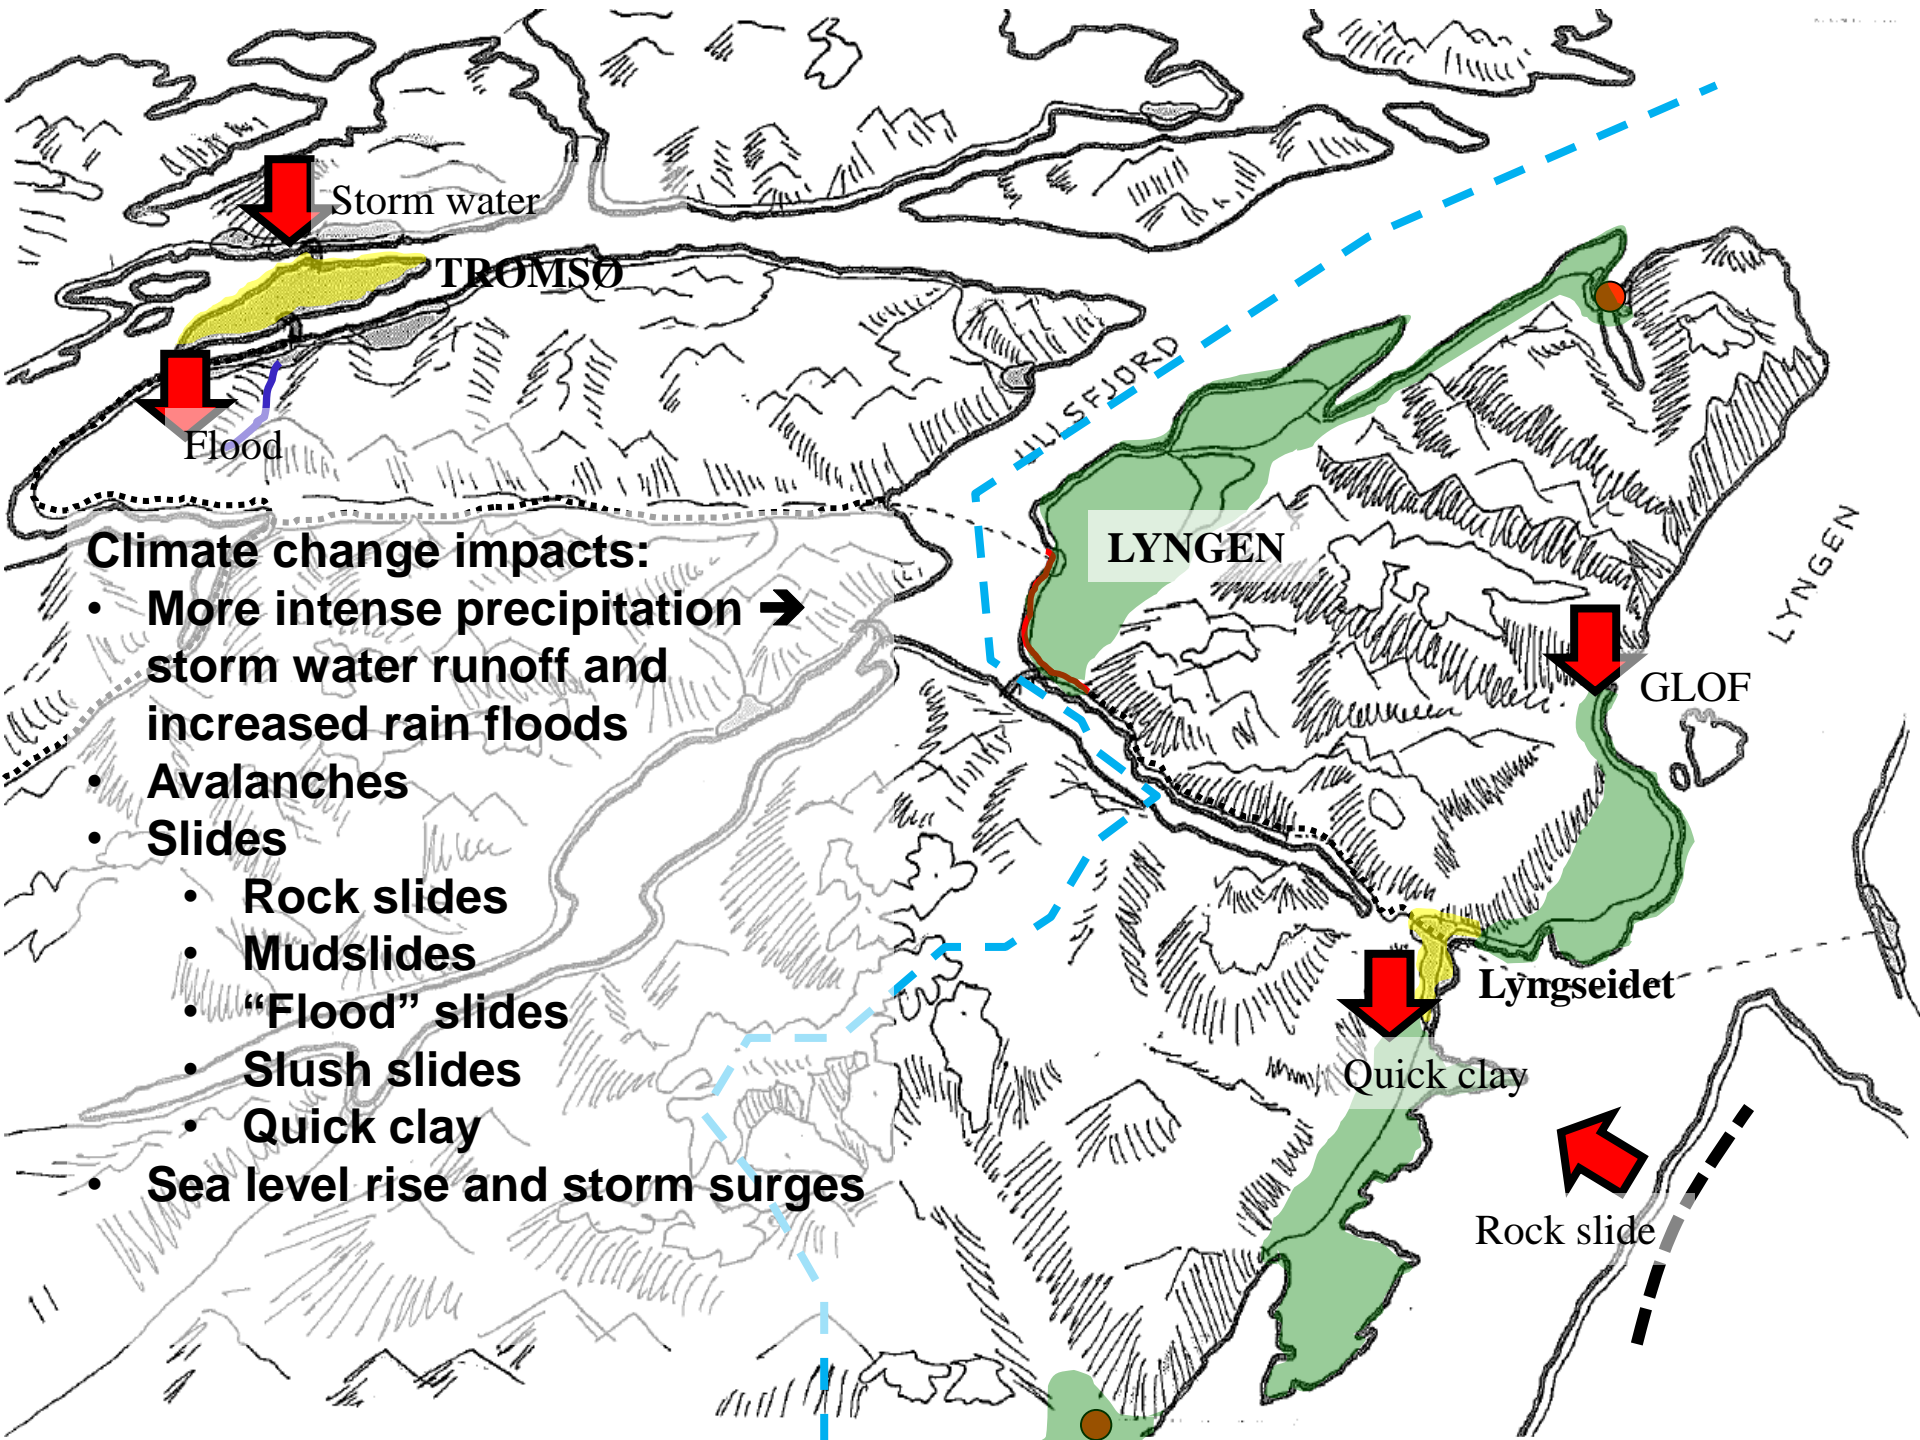 Storm water
TROMSØ
Flood
ULLSFJORD
LYNGEN
LYNGEN
Climate change impacts:
• More intense precipitation ➔
storm water runoff and
increased rain floods
• Avalanches
• Slides
• Rock slides
• Mudslides
• “Flood” slides
• Slush slides
• Quick clay
• Sea level rise and storm surges
GLOF
Lyngseidet
Quick clay
Rock slide